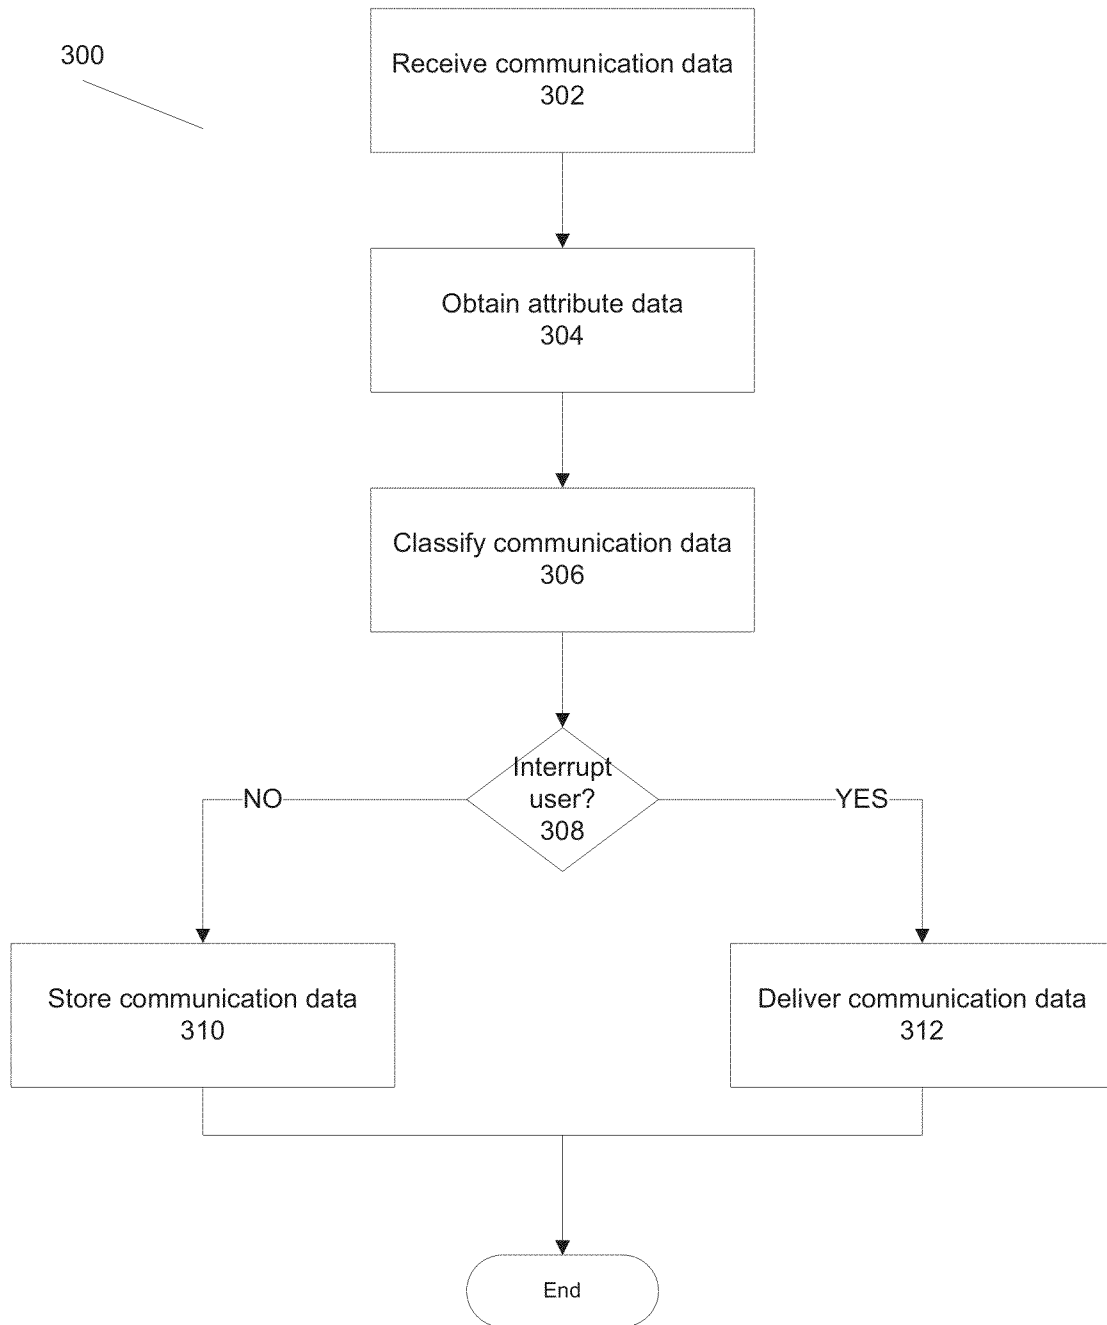 300
Receive communication data
302
Obtain attribute data
304
Classify communication data
306
Interrupt
user?
308
NO
YES
Store communication data
310
Deliver communication data
312
End